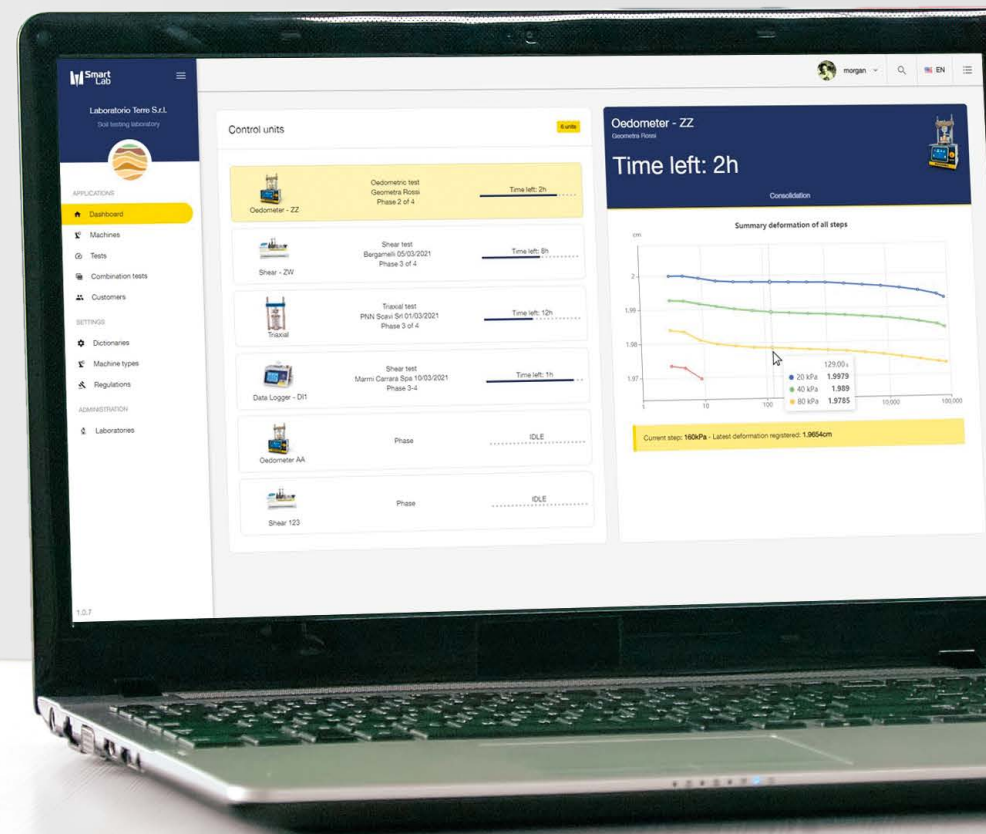 Smart
Lab
Laboratorio Terre S.r.l.
Soil testing laboratory
APPLICATIONS
Dashboard
Machines
Tests
Combination tests
Customers
SETTINGS
Dictionaries
Machine types
Regulations
ADMINISTRATION
Laboratories
1.0.7
morgan
EN
Control units
6 units
Oedometer - ZZ
Oedometric test
Geometra Rossi
Phase 2 of 4
Time left: 2h
Shear - ZW
Shear test
Bergamelli 05/03/2021
Phase 3 of 4
Time left: 8h
Triaxial
Triaxial test
PNN Scavi Srl 01/03/2021
Phase 3 of 4
Time left: 12h
Data Logger - DI1
Shear test
Marmi Carrara Spa 10/03/2021
Phase 3-4
Time left: 1h
Oedometer AA
Phase
IDLE
Shear 123
Phase
IDLE
Oedometer - ZZ
Geometra Rossi
Time left: 2h
Consolidation
Summary deformation of all steps
cm
2
1.99
1.98
1.97
1
10
100
10,000
100,000
129.00 s
20 kPa 1.9979
40 kPa 1.989
80 kPa 1.9785
Current step: 160kPa - Latest deformation registered: 1.9654cm